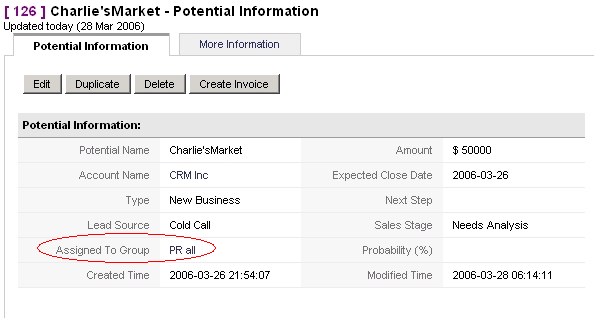 [ 126 ] Charlie'sMarket - Potential Information
Updated today (28 Mar 2006)
Potential Information More Information
Edit Duplicate Delete Create Invoice
Potential Information:
Potential Name Charlie'sMarket Amount $ 50000
Account Name CRM Inc Expected Close Date 2006-03-26
Type New Business Next Step
Lead Source Cold Call Sales Stage Needs Analysis
Assigned To Group PR all Probability (%)
Created Time 2006-03-26 21:54:07 Modified Time 2006-03-28 06:14:11